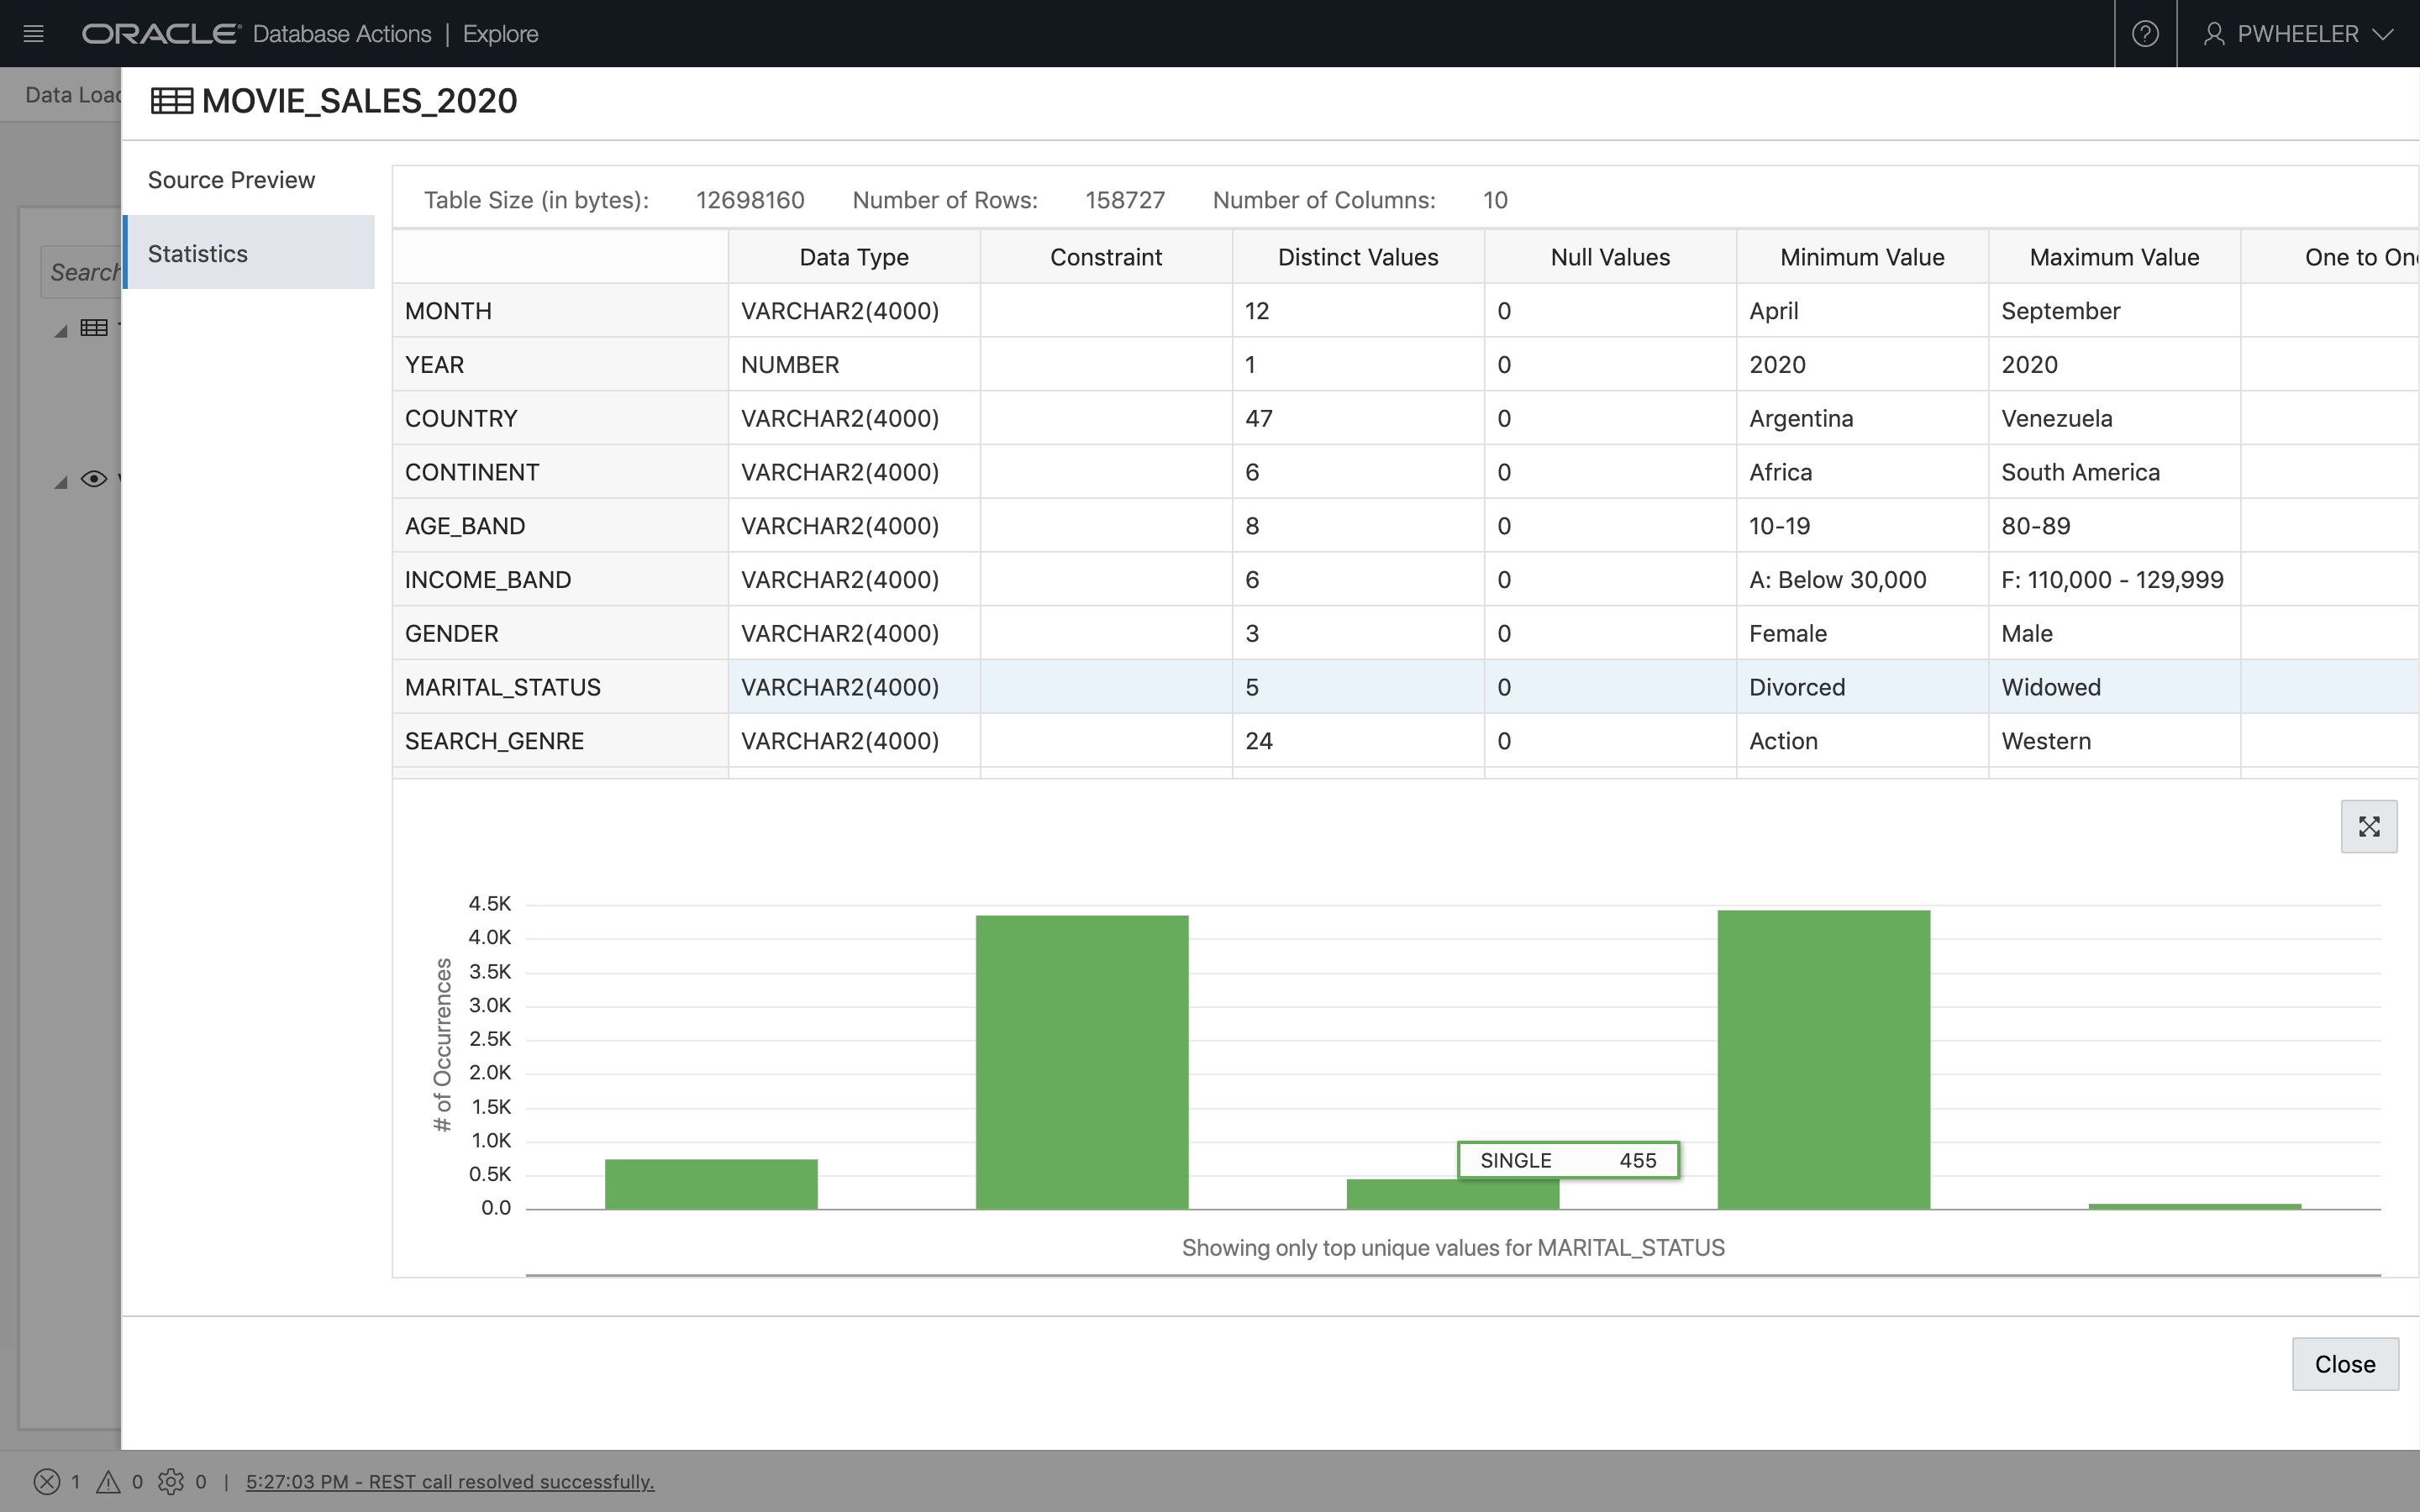 ORACLE Database Actions | Explore
PWHEELER
Data Load
MOVIE_SALES_2020
Source Preview
Statistics
Search
Table Size (in bytes): 12698160 Number of Rows: 158727 Number of Columns: 10
Data Type Constraint Distinct Values Null Values Minimum Value Maximum Value One to One
MONTH VARCHAR2(4000) 12 0 April September
YEAR NUMBER 1 0 2020 2020
COUNTRY VARCHAR2(4000) 47 0 Argentina Venezuela
CONTINENT VARCHAR2(4000) 6 0 Africa South America
AGE_BAND VARCHAR2(4000) 8 0 10-19 80-89
INCOME_BAND VARCHAR2(4000) 6 0 A: Below 30,000 F: 110,000 - 129,999
GENDER VARCHAR2(4000) 3 0 Female Male
MARITAL_STATUS VARCHAR2(4000) 5 0 Divorced Widowed
SEARCH_GENRE VARCHAR2(4000) 24 0 Action Western
# of Occurrences
4.5K
4.0K
3.5K
3.0K
2.5K
2.0K
1.5K
1.0K
0.5K
0.0
SINGLE 455
Showing only top unique values for MARITAL_STATUS
Close
1 0 0 | 5:27:03 PM - REST call resolved successfully.